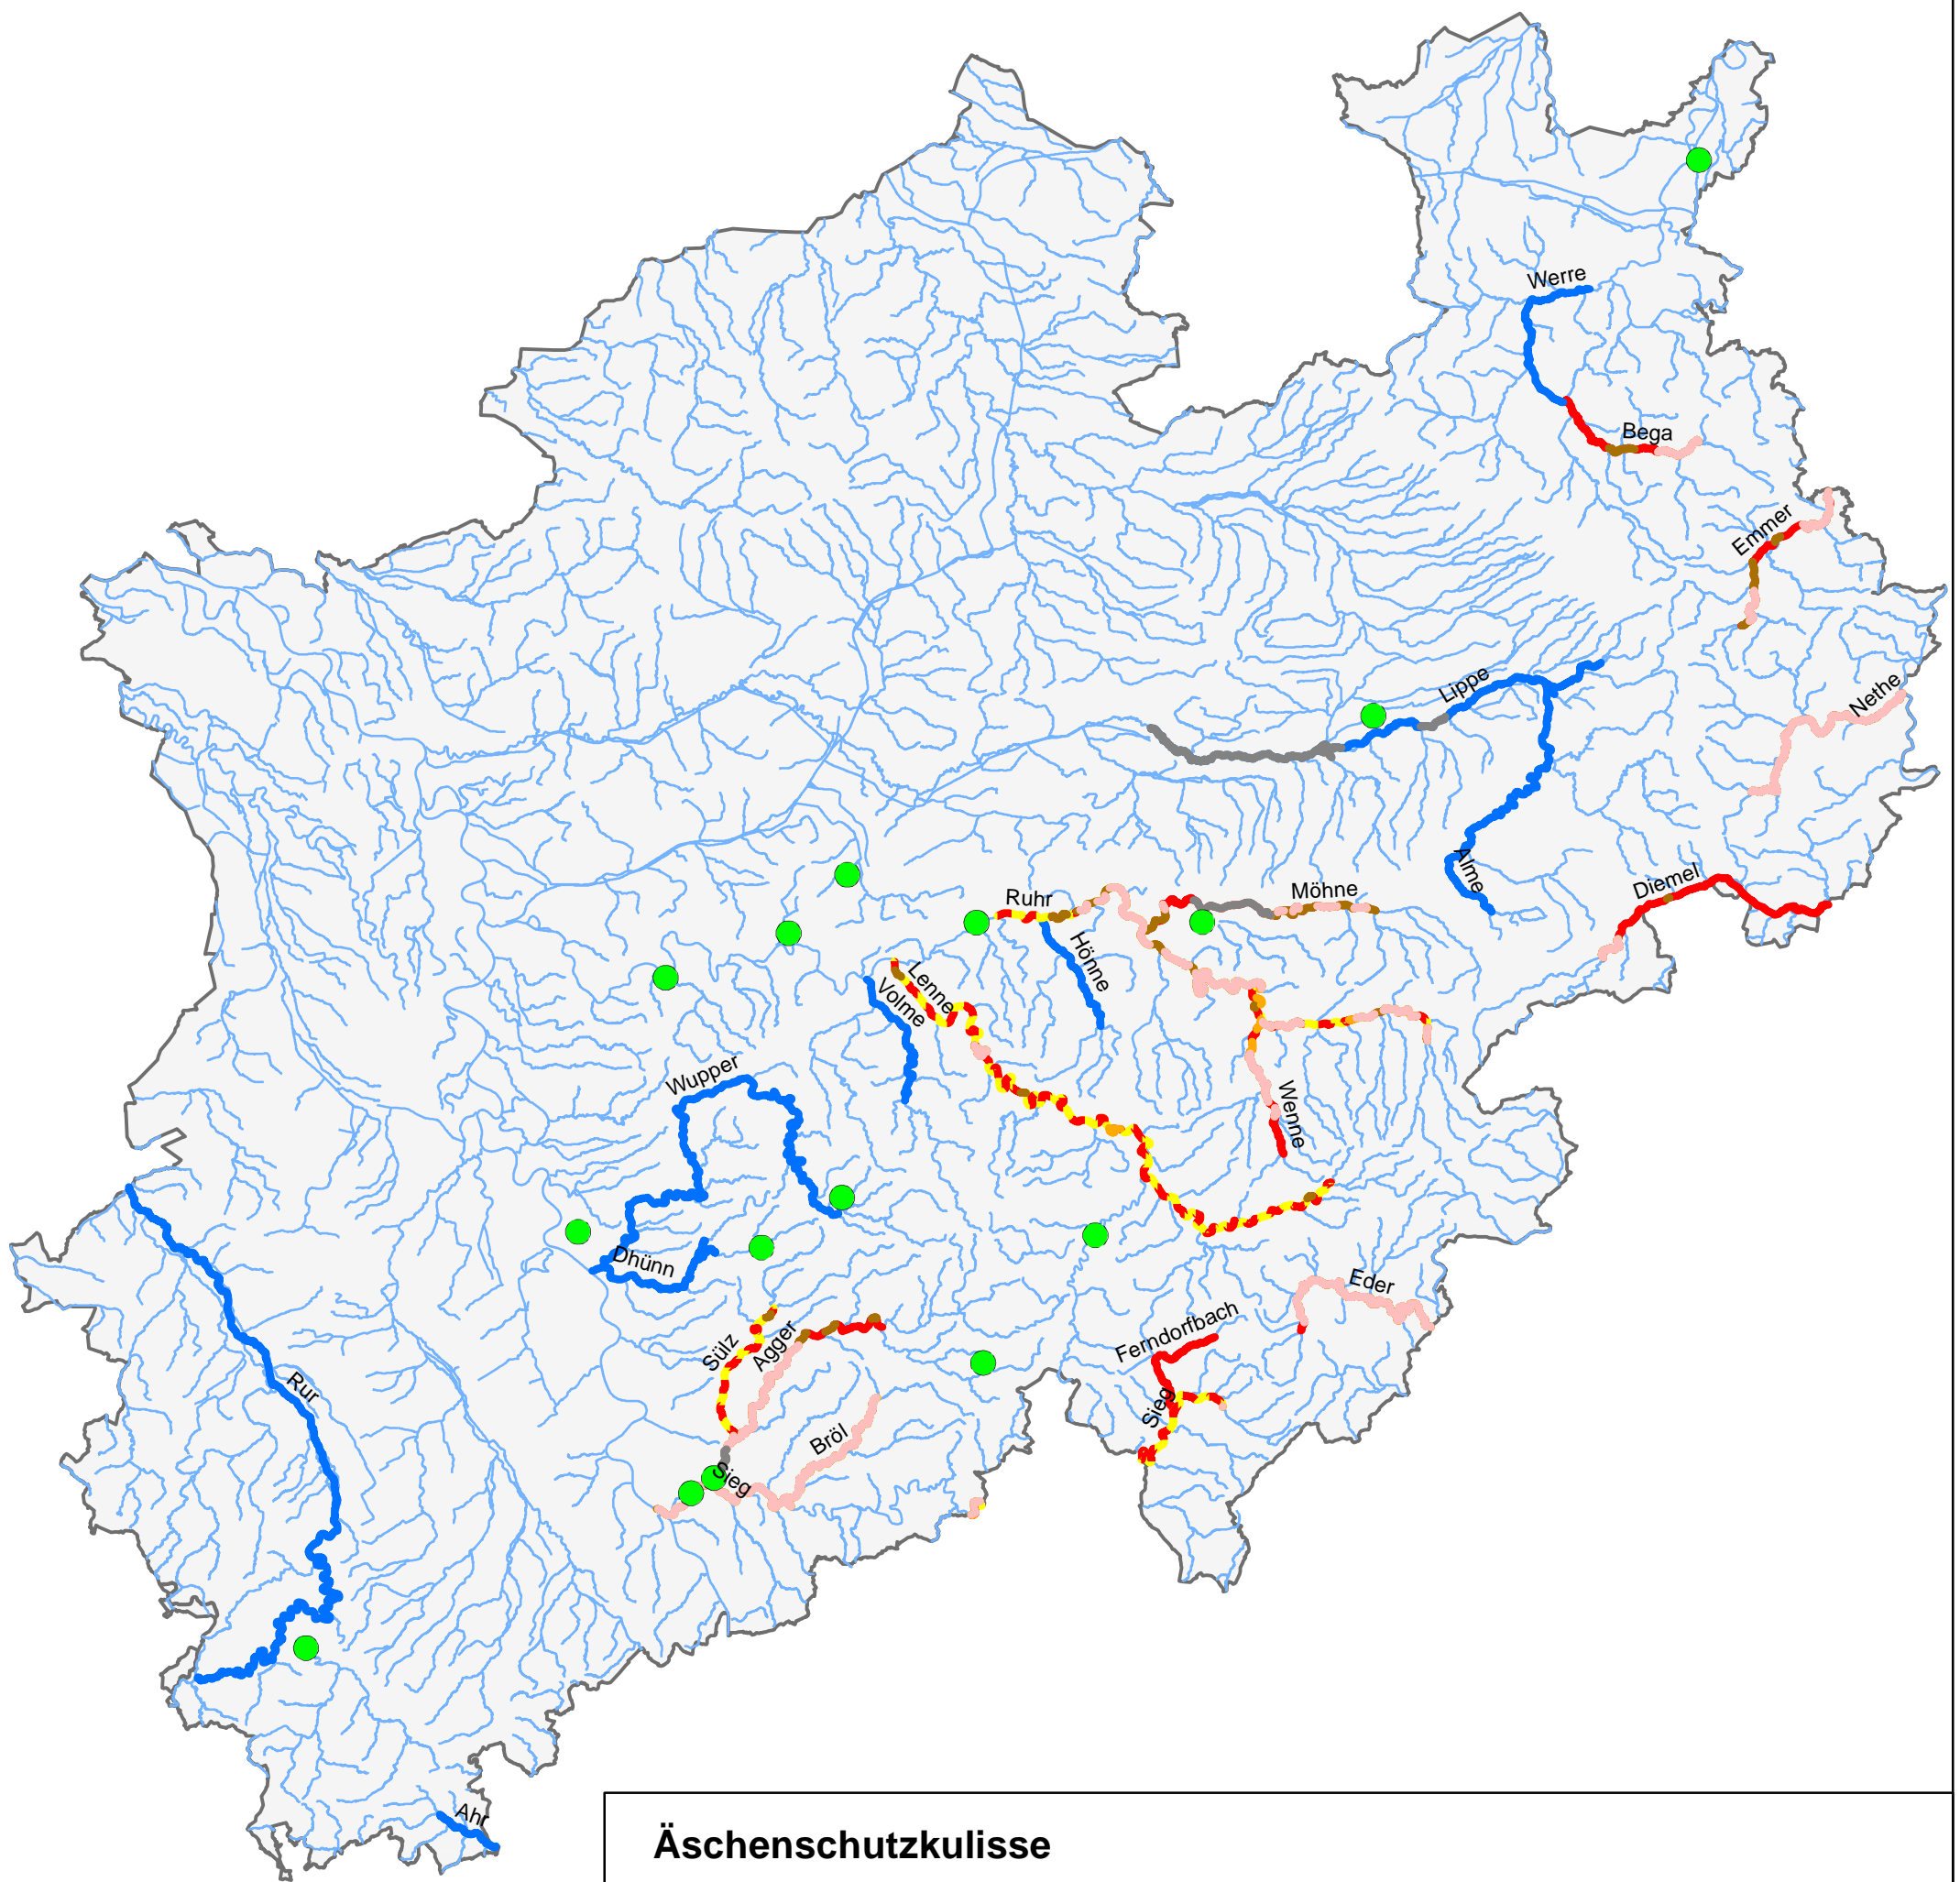 Werre
Bega
Emmer
Lippe
Nethe
Alme
Diemel
Ruhr
Möhne
Höhne
Lenne
Volme
Wupper
Wenne
Dhünn
Eder
Ferndorfbach
Sülz
Agger
Rur
Sieg
Bröl
Sieg
Ahr
Äschenschutzkulisse